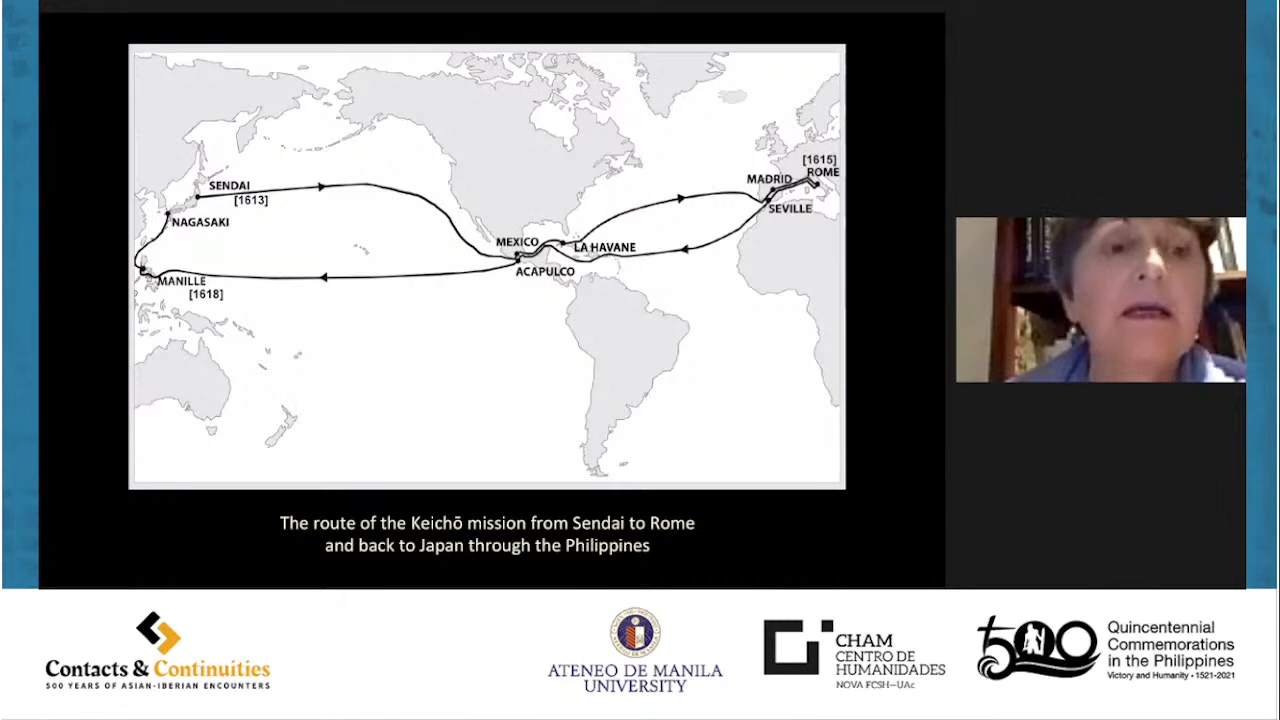 [1615]
ROME
MADRID
SEVILLE
SENDAI
[1613]
NAGASAKI
MEXICO
LA HAVANE
ACAPULCO
MANILLE
[1618]
The route of the Keichō mission from Sendai to Rome
and back to Japan through the Philippines
Contacts & Continuities
500 YEARS OF ASIAN-IBERIAN ENCOUNTERS
ATENEO DE MANILA
UNIVERSITY
CHAM
CENTRO DE
HUMANIDADES
NOVA FCSH—UAc
500
Quincentennial
Commemorations
in the Philippines
Victory and Humanity • 1521-2021